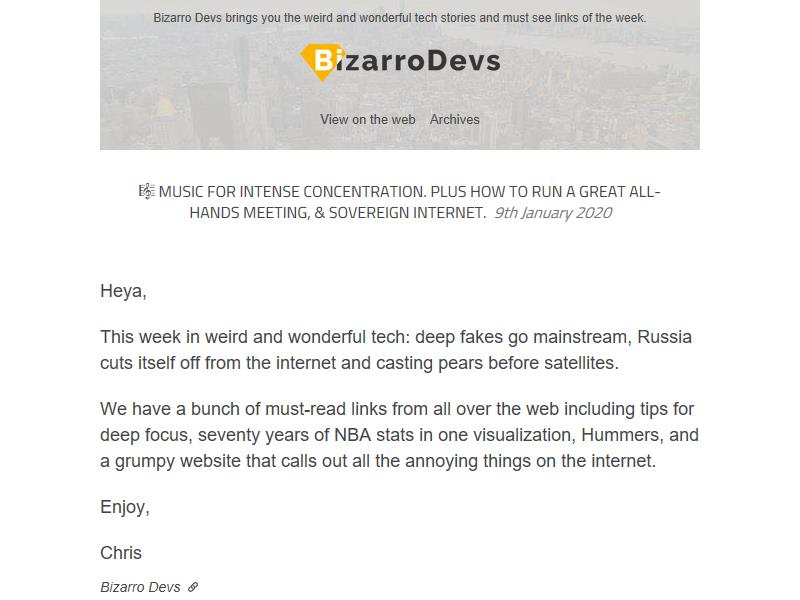 Bizarro Devs brings you the weird and wonderful tech stories and must see links of the week.
BizarroDevs
View on the web Archives
🎼 MUSIC FOR INTENSE CONCENTRATION. PLUS HOW TO RUN A GREAT ALL-
HANDS MEETING, & SOVEREIGN INTERNET. 9th January 2020
Heya,
This week in weird and wonderful tech: deep fakes go mainstream, Russia
cuts itself off from the internet and casting pears before satellites.
We have a bunch of must-read links from all over the web including tips for
deep focus, seventy years of NBA stats in one visualization, Hummers, and
a grumpy website that calls out all the annoying things on the internet.
Enjoy,
Chris
Bizarro Devs